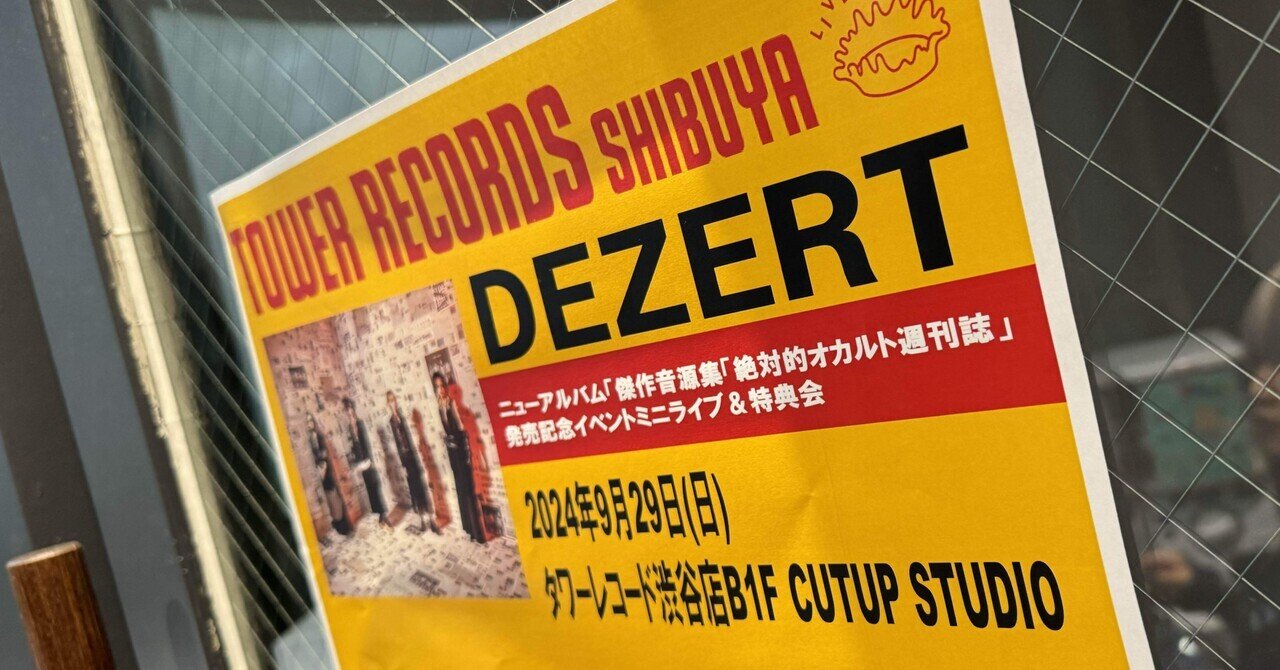 TOWER RECORDS SHIBUYA
DEZERT
ニューアルバム「傑作音源集「絶対的オカルト週刊誌」
発売記念イベントミニライブ&特典会
2024年9月29日(日)
タワーレコード渋谷店B1F CUTUP STUDIO